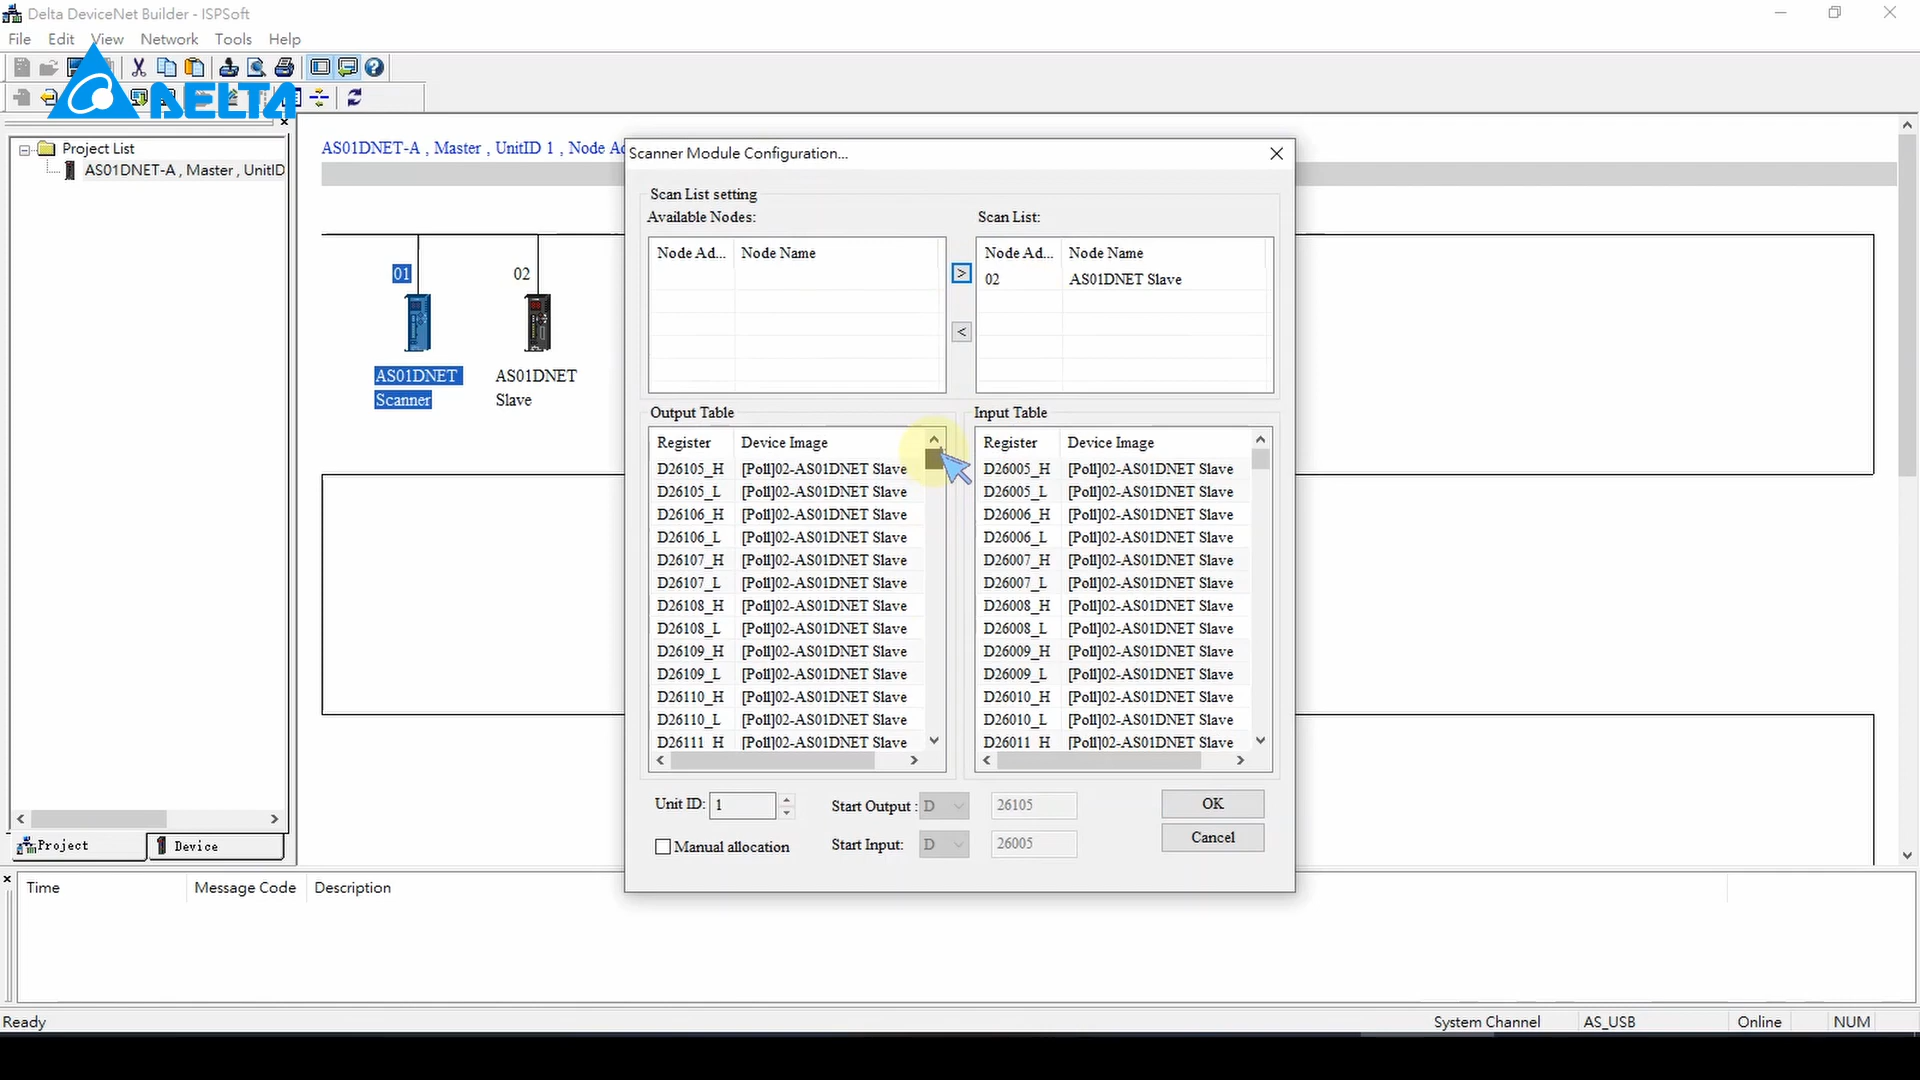 Delta DeviceNet Builder - ISPSoft
File Edit View Network Tools Help
DELTA
Project List
AS01DNET-A , Master , UnitID
AS01DNET-A , Master , UnitID 1 , Node Ad
01
02
AS01DNET
Scanner
AS01DNET
Slave
Scanner Module Configuration...
Scan List setting
Available Nodes:
Scan List:
Node Ad... Node Name
Node Ad... Node Name
02 AS01DNET Slave
>
<
Output Table
Register Device Image
D26105_H [Poll]02-AS01DNET Slave
D26105_L [Poll]02-AS01DNET Slave
D26106_H [Poll]02-AS01DNET Slave
D26106_L [Poll]02-AS01DNET Slave
D26107_H [Poll]02-AS01DNET Slave
D26107_L [Poll]02-AS01DNET Slave
D26108_H [Poll]02-AS01DNET Slave
D26108_L [Poll]02-AS01DNET Slave
D26109_H [Poll]02-AS01DNET Slave
D26109_L [Poll]02-AS01DNET Slave
D26110_H [Poll]02-AS01DNET Slave
D26110_L [Poll]02-AS01DNET Slave
D26111_H [Poll]02-AS01DNET Slave
Input Table
Register Device Image
D26005_H [Poll]02-AS01DNET Slave
D26005_L [Poll]02-AS01DNET Slave
D26006_H [Poll]02-AS01DNET Slave
D26006_L [Poll]02-AS01DNET Slave
D26007_H [Poll]02-AS01DNET Slave
D26007_L [Poll]02-AS01DNET Slave
D26008_H [Poll]02-AS01DNET Slave
D26008_L [Poll]02-AS01DNET Slave
D26009_H [Poll]02-AS01DNET Slave
D26009_L [Poll]02-AS01DNET Slave
D26010_H [Poll]02-AS01DNET Slave
D26010_L [Poll]02-AS01DNET Slave
D26011_H [Poll]02-AS01DNET Slave
Unit ID: 1
Start Output : D 26105
OK
Manual allocation
Start Input: D 26005
Cancel
Project Device
Time Message Code Description
Ready System Channel AS_USB Online NUM